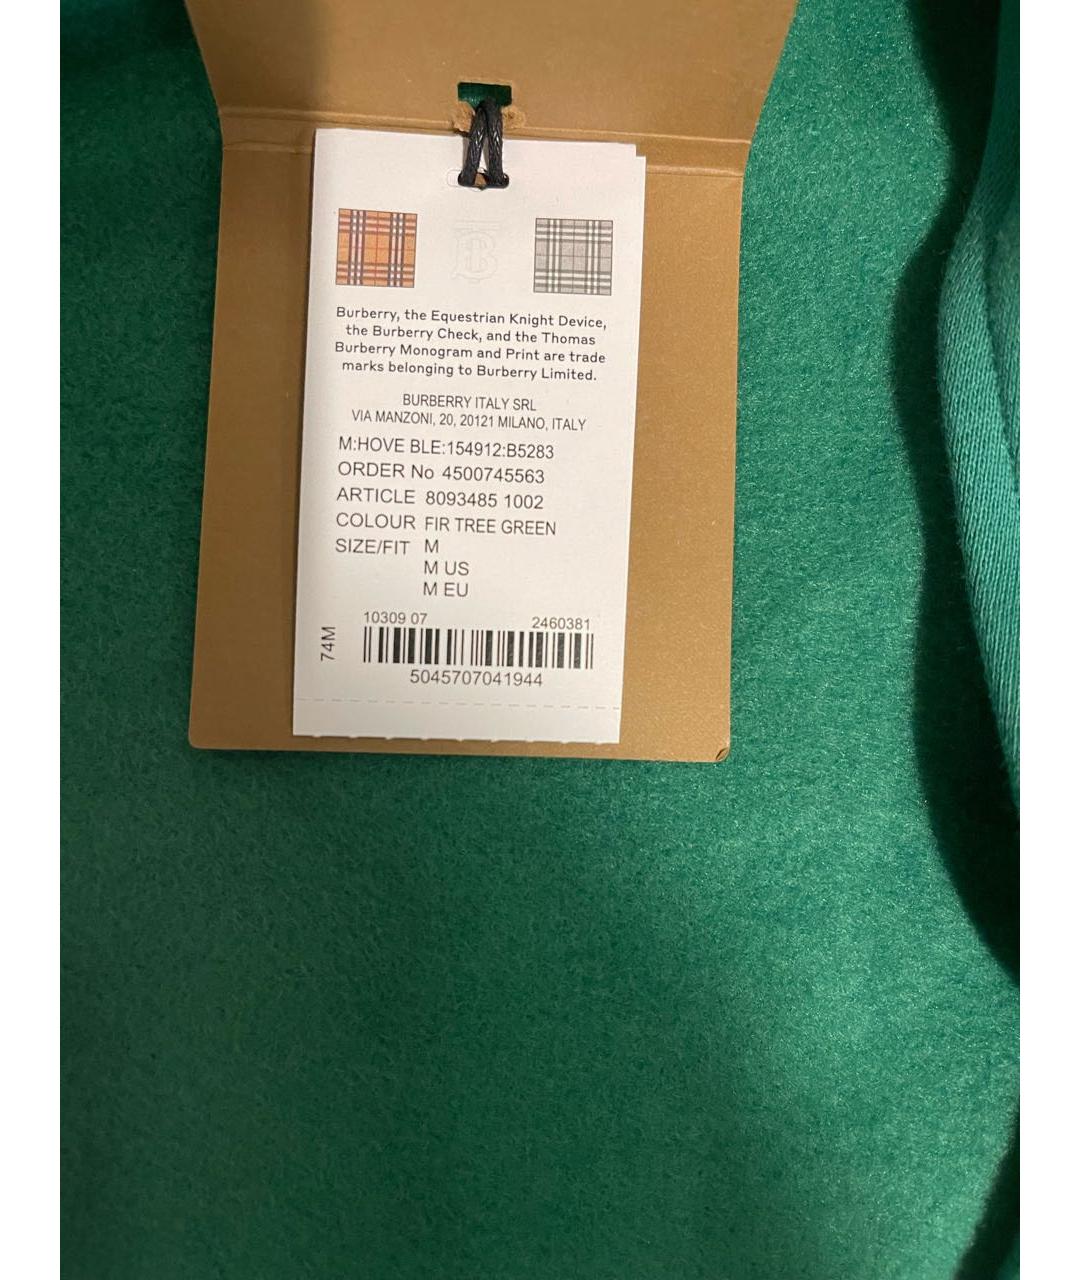 Burberry, the Equestrian Knight Device,
the Burberry Check, and the Thomas
Burberry Monogram and Print are trade
marks belonging to Burberry Limited.
BURBERRY ITALY SRL
VIA MANZONI, 20, 20121 MILANO, ITALY
M:HOVE BLE:154912:B5283
ORDER No 4500745563
ARTICLE 8093485 1002
COLOUR FIR TREE GREEN
SIZE/FIT M
M US
M EU
10309 07 2460381
74M
5045707041944